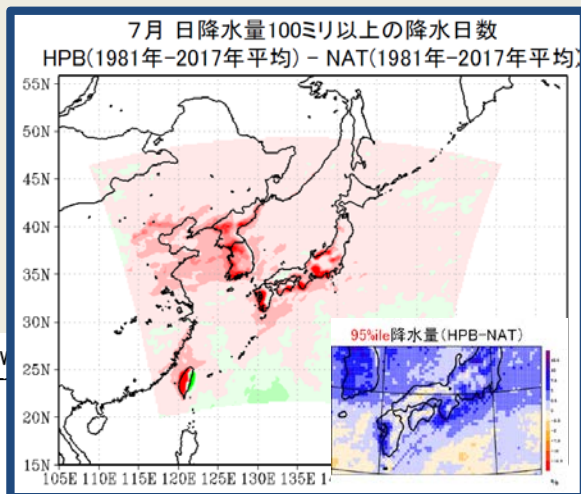 ７月 日降水量100ミリ以上の降水日数
HPB(1981年-2017年平均) − NAT(1981年-2017年平均)
55N
50N
45N
40N
35N
30N
25N
20N
15N
105E 110E 115E 120E 125E 130E 135E
95%ile降水量(HPB-NAT)